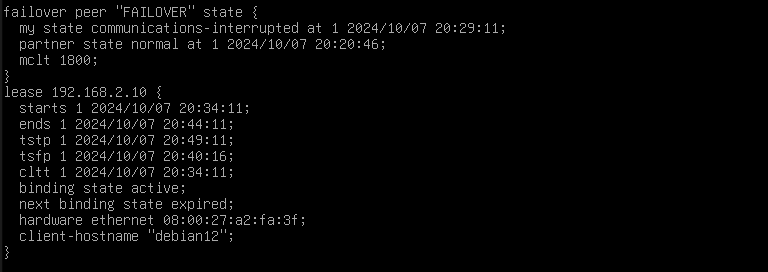 failover peer "FAILOVER" state {
  my state communications-interrupted at 1 2024/10/07 20:29:11;
  partner state normal at 1 2024/10/07 20:20:46;
  mclt 1800;
}
lease 192.168.2.10 {
  starts 1 2024/10/07 20:34:11;
  ends 1 2024/10/07 20:44:11;
  tstp 1 2024/10/07 20:49:11;
  tsfp 1 2024/10/07 20:40:16;
  cltt 1 2024/10/07 20:34:11;
  binding state active;
  next binding state expired;
  hardware ethernet 08:00:27:a2:fa:3f;
  client-hostname "debian12";
}